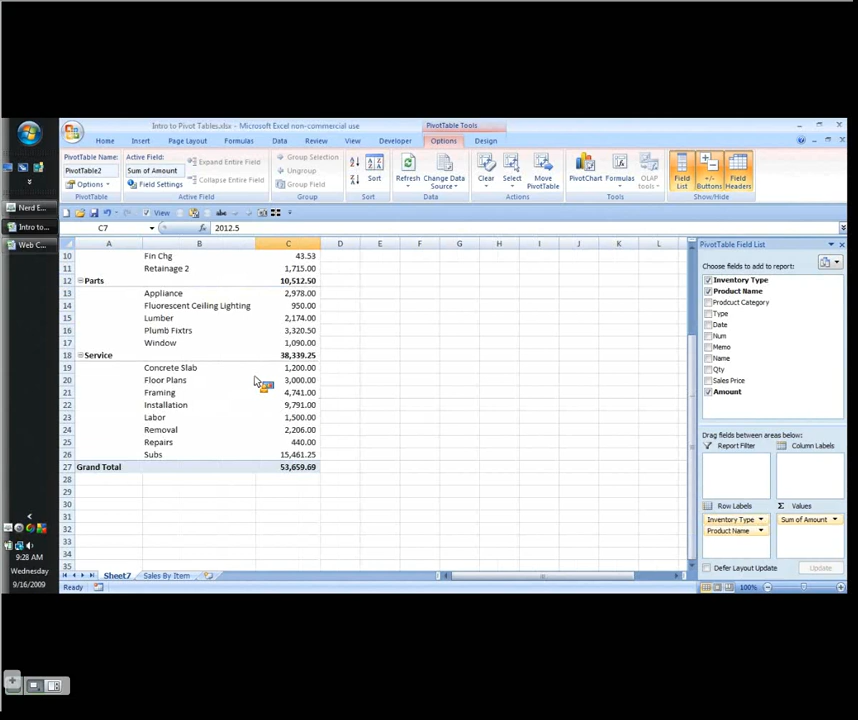 Intro to Pivot Tables.xlsx - Microsoft Excel non-commercial use
PivotTable Tools
Home Insert Page Layout Formulas Data Review View Developer Options Design
PivotTable Name:
PivotTable2
Options
PivotTable
Active Field:
Sum of Amount
Field Settings
Expand Entire Field
Collapse Entire Field
Active Field
Group Selection
Ungroup
Group Field
Group
Sort
Sort
Refresh
Change Data Source
Data
Clear
Select
Move PivotTable
Actions
PivotChart
Formulas
OLAP tools
Tools
Field List
+/- Buttons
Field Headers
Show/Hide
View
C7 2012.5
A B C D E F G H I J K L
10 Fin Chg 43.53
11 Retainage 2 1,715.00
12 Parts 10,512.50
13 Appliance 2,978.00
14 Fluorescent Ceiling Lighting 950.00
15 Lumber 2,174.00
16 Plumb Fixtrs 3,320.50
17 Window 1,090.00
18 Service 38,339.25
19 Concrete Slab 1,200.00
20 Floor Plans 3,000.00
21 Framing 4,741.00
22 Installation 9,791.00
23 Labor 1,500.00
24 Removal 2,206.00
25 Repairs 440.00
26 Subs 15,461.25
27 Grand Total 53,659.69
28
29
30
31
32
33
34
35
Sheet7 Sales By Item
Ready
100%
PivotTable Field List
Choose fields to add to report:
Inventory Type
Product Name
Prodcuct Category
Type
Date
Num
Memo
Name
Qty
Sales Price
Amount
Drag fields between areas below:
Report Filter
Column Labels
Row Labels
Σ Values
Inventory Type
Product Name
Sum of Amount
Defer Layout Update
Update
Nerd E...
Intro to...
Web C...
9:28 AM
Wednesday
9/16/2009